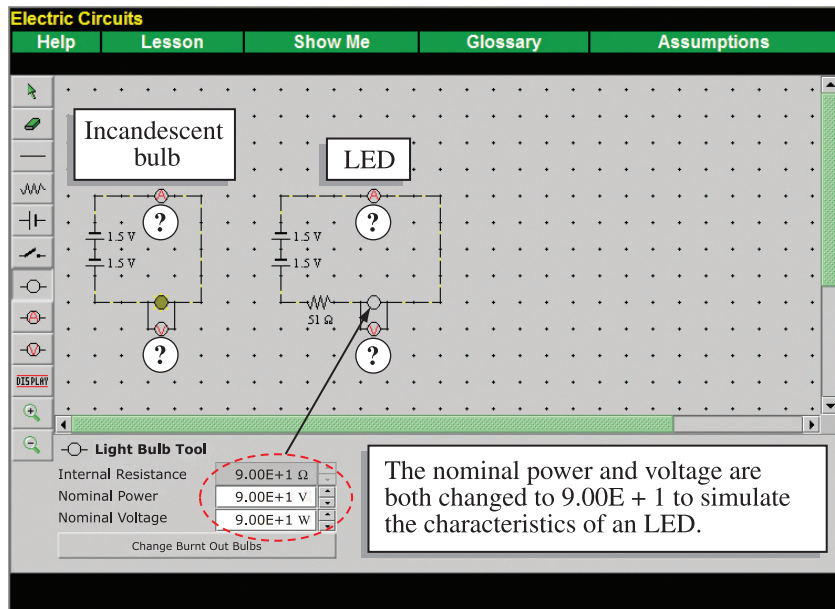 Electric Circuits
Help Lesson Show Me Glossary Assumptions
Incandescent
bulb
LED
A
?
A
?
1.5 V
1.5 V
1.5 V
1.5 V
51 Ω
V
?
V
?
A
V
DISPLAY
Light Bulb Tool
Internal Resistance 9.00E+1 Ω
Nominal Power 9.00E+1 V
Nominal Voltage 9.00E+1 W
Change Burnt Out Bulbs
The nominal power and voltage are
both changed to 9.00E + 1 to simulate
the characteristics of an LED.